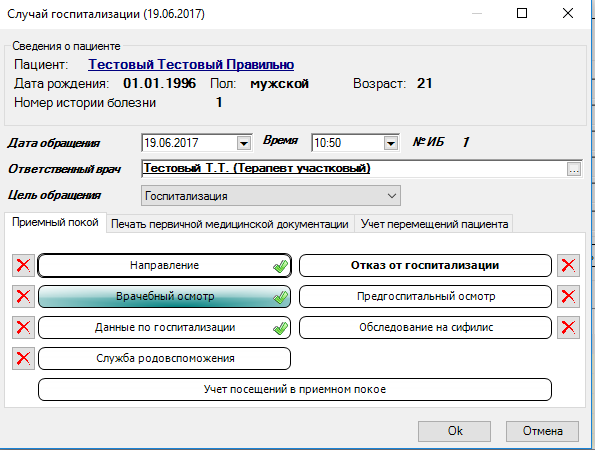 Случай госпитализации (19.06.2017)
Сведения о пациенте
Пациент: Тестовый Тестовый Правильно
Дата рождения: 01.01.1996 Пол: мужской Возраст: 21
Номер истории болезни 1
Дата обращения 19.06.2017 Время 10:50 № ИБ 1
Ответственный врач Тестовый Т.Т. (Терапевт участковый) ...
Цель обращения Госпитализация
Приемный покой Печать первичной медицинской документации Учет перемещений пациента
Направление Отказ от госпитализации
Врачебный осмотр Предгоспитальный осмотр
Данные по госпитализации Обследование на сифилис
Служба родовспоможения
Учет посещений в приемном покое
Ok Отмена